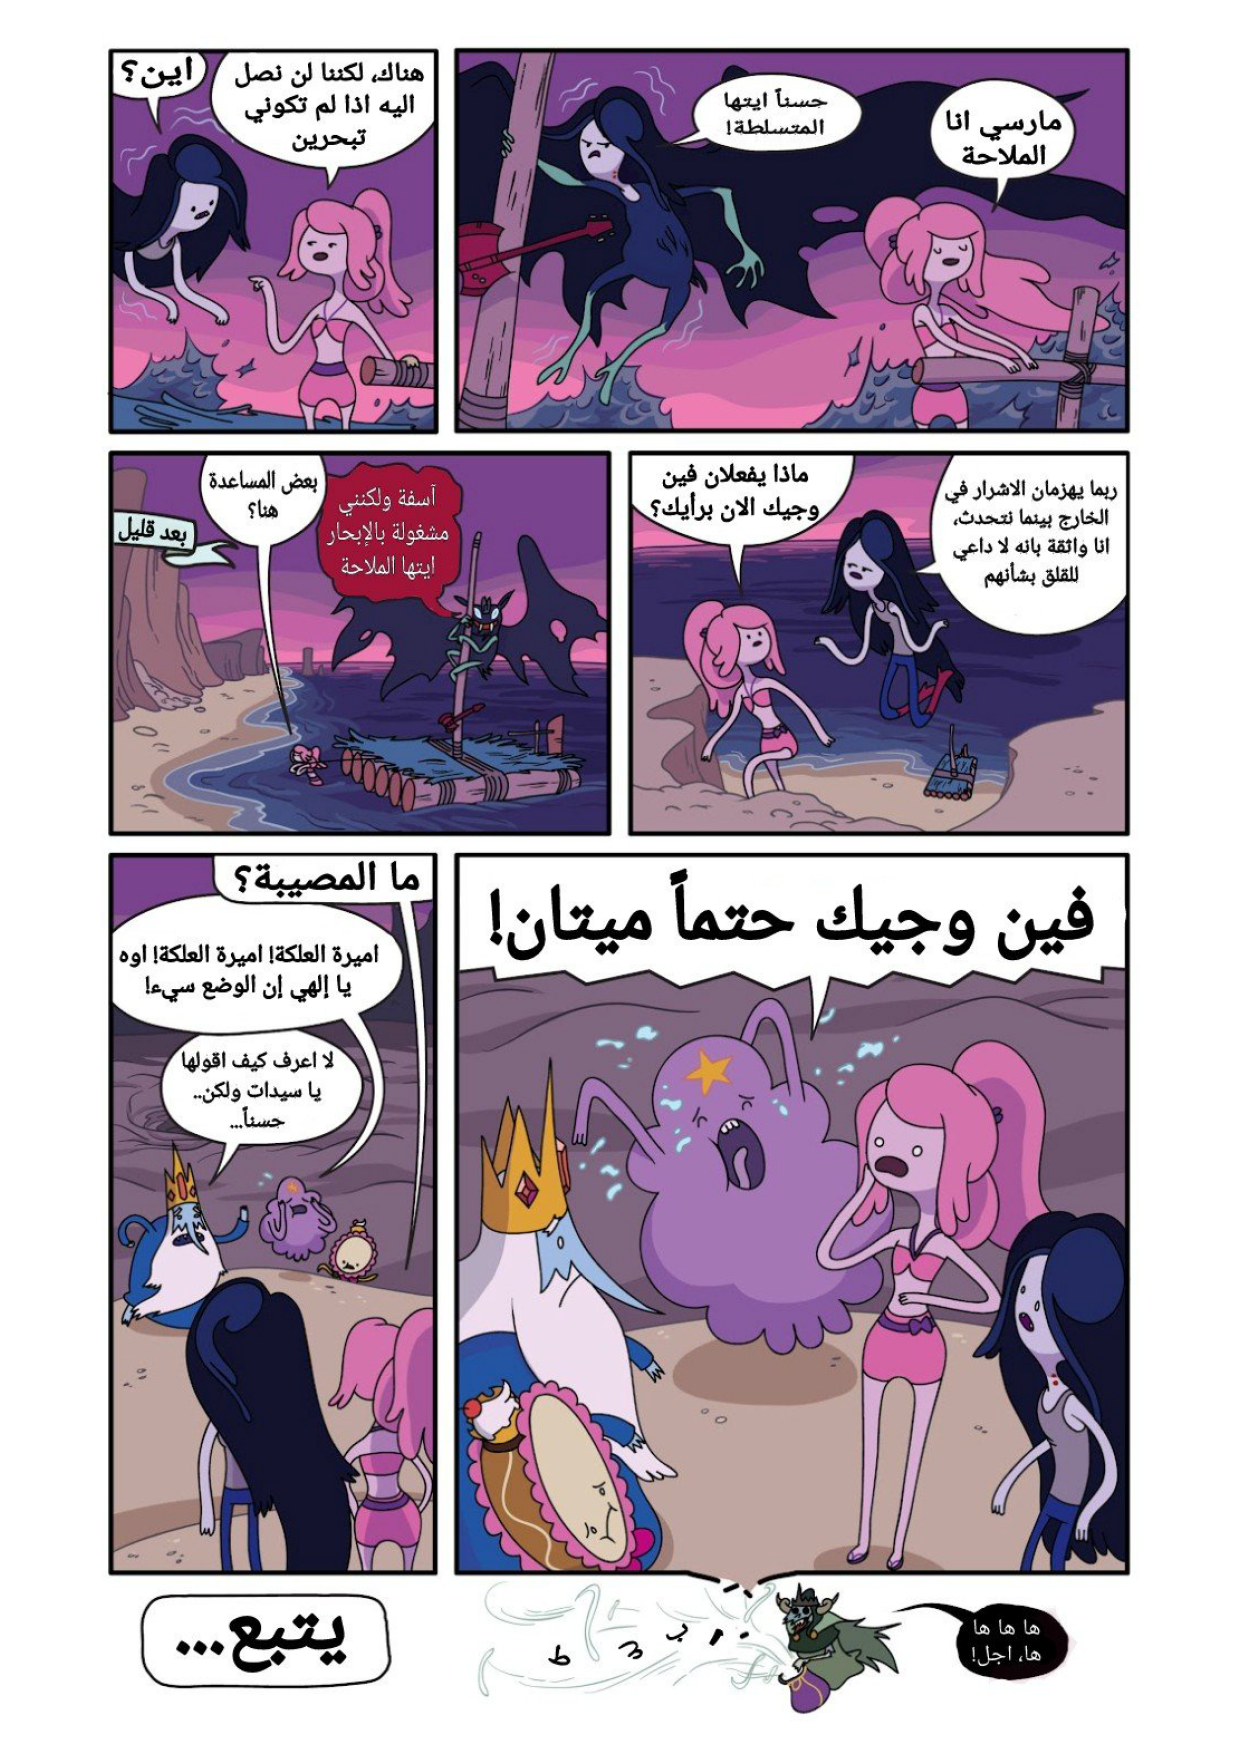 مارسي انا
الملاحة
حسناً ايتها
المتسلطة!
هناك، لكننا لن نصل
اليه اذا لم تكوني
تبحرين
اين؟
ربما يهزمان الاشرار في
الخارج بينما نتحدث،
انا واثقة بانه لا داعي
للقلق بشأنهم
ماذا يفعلان فين
وجيك الان برأيك؟
آسفة ولكنني
مشغولة بالإبحار
ايتها الملاحة
بعض المساعدة
هنا؟
بعد قليل
فين وجيك حتماً ميتان!
ما المصيبة؟
اميرة العلكة! اميرة العلكة! اوه
يا إلهي إن الوضع سيء!
لا اعرف كيف اقولها
يا سيدات ولكن..
حسناً...
ها ها ها
ها، اجل!
يتبع...